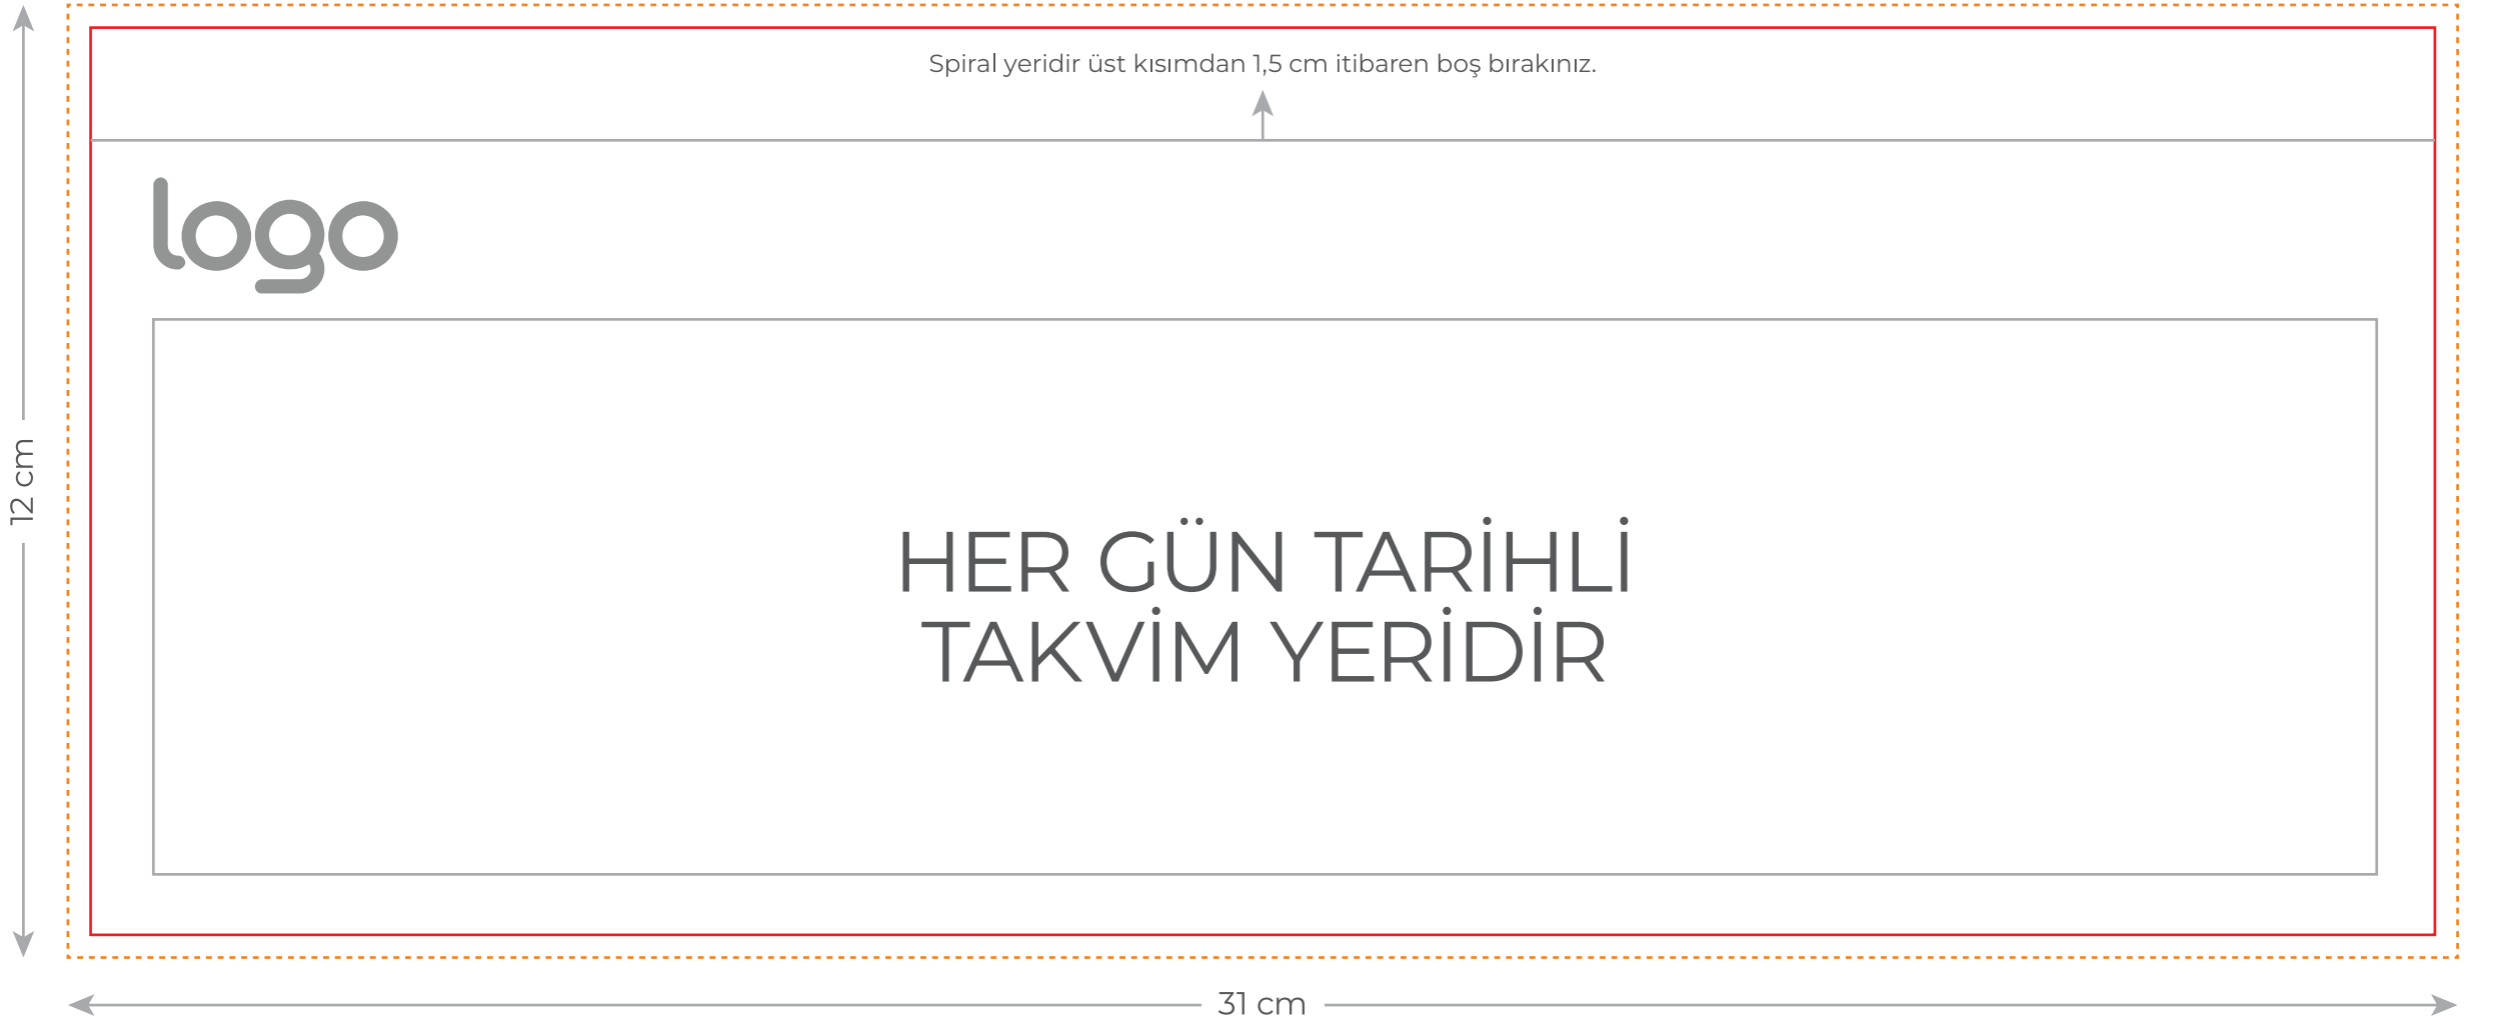 Spiral yeridir üst kısımdan 1,5 cm itibaren boş bırakınız.
logo
12 cm
HER GÜN TARİHLİ
TAKVİM YERİDİR
31 cm